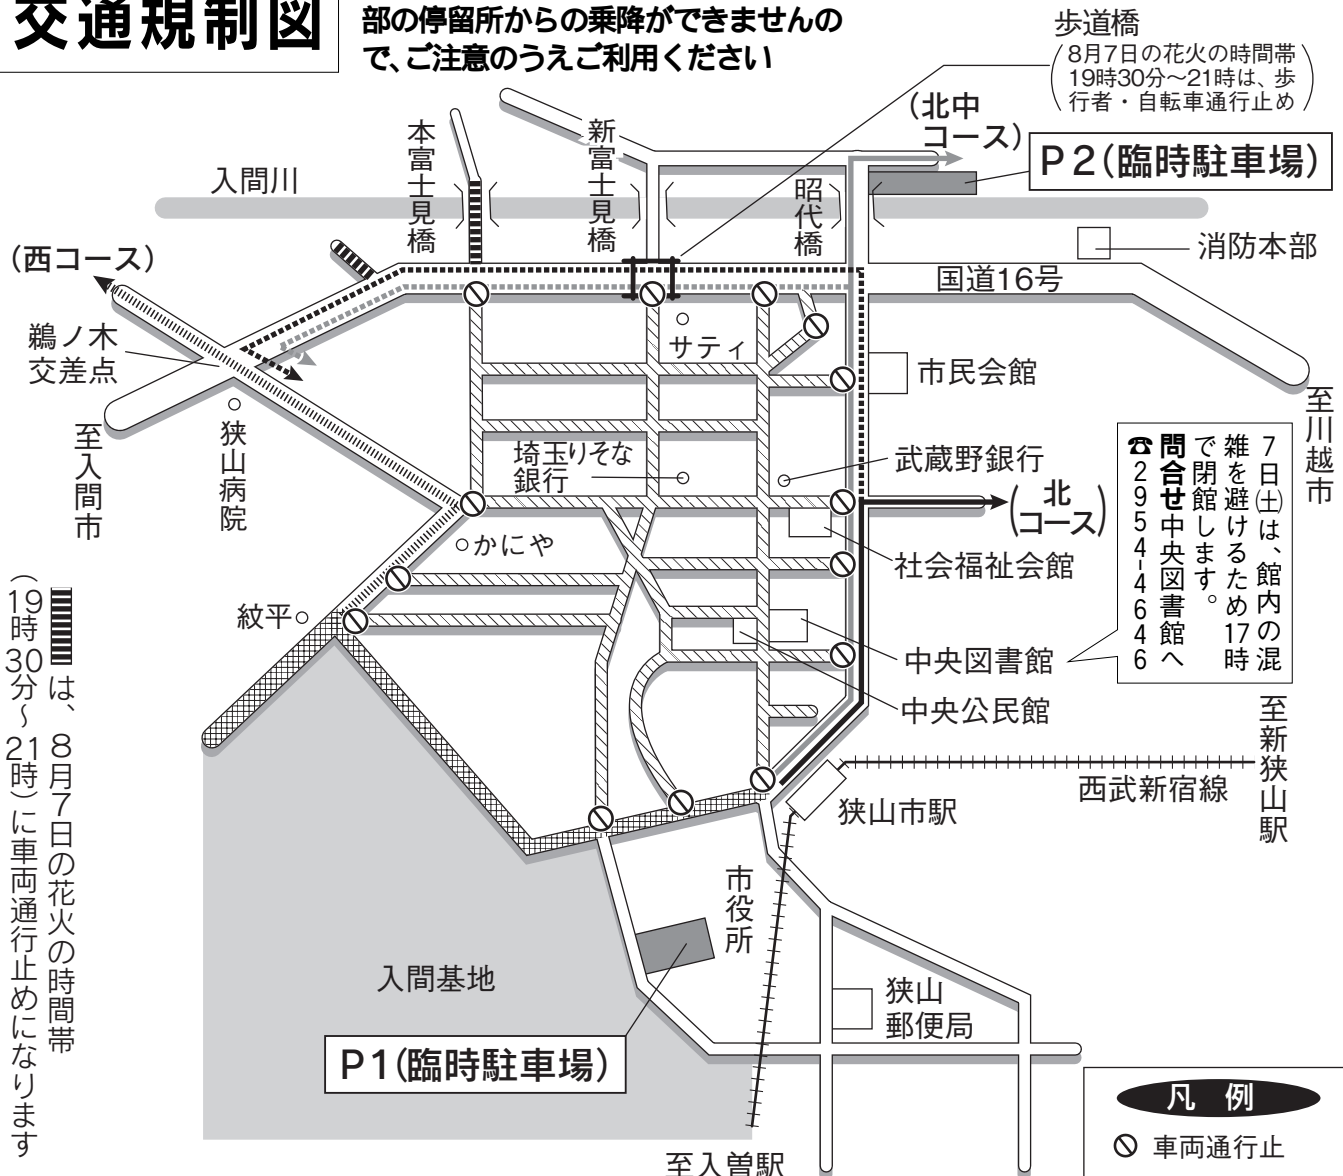 交通規制図
部の停留所からの乗降ができませんの
で、ご注意のうえご利用ください
歩道橋
(8月7日の花火の時間帯
19時30分〜21時は、歩
行者・自転車通行止め)
(北中
コース)
P2(臨時駐車場)
本富士見橋
新富士見橋
昭代橋
入間川
消防本部
(西コース)
国道16号
鵜ノ木
交差点
サティ
市民会館
至川越市
至入間市
狭山病院
埼玉りそな
銀行
武蔵野銀行
(北
コース)
かにや
社会福祉会館
7日㈯は、館内の混
雑を避けるため17時
で閉館します。
問合せ中央図書館へ
☎2954-4646
紋平
中央図書館
中央公民館
至新狭山駅
西武新宿線
狭山市駅
は、8月7日の花火の時間帯
(19時30分〜21時)に車両通行止めになります
市役所
入間基地
狭山
郵便局
P1(臨時駐車場)
凡例
車両通行止
至入曽駅